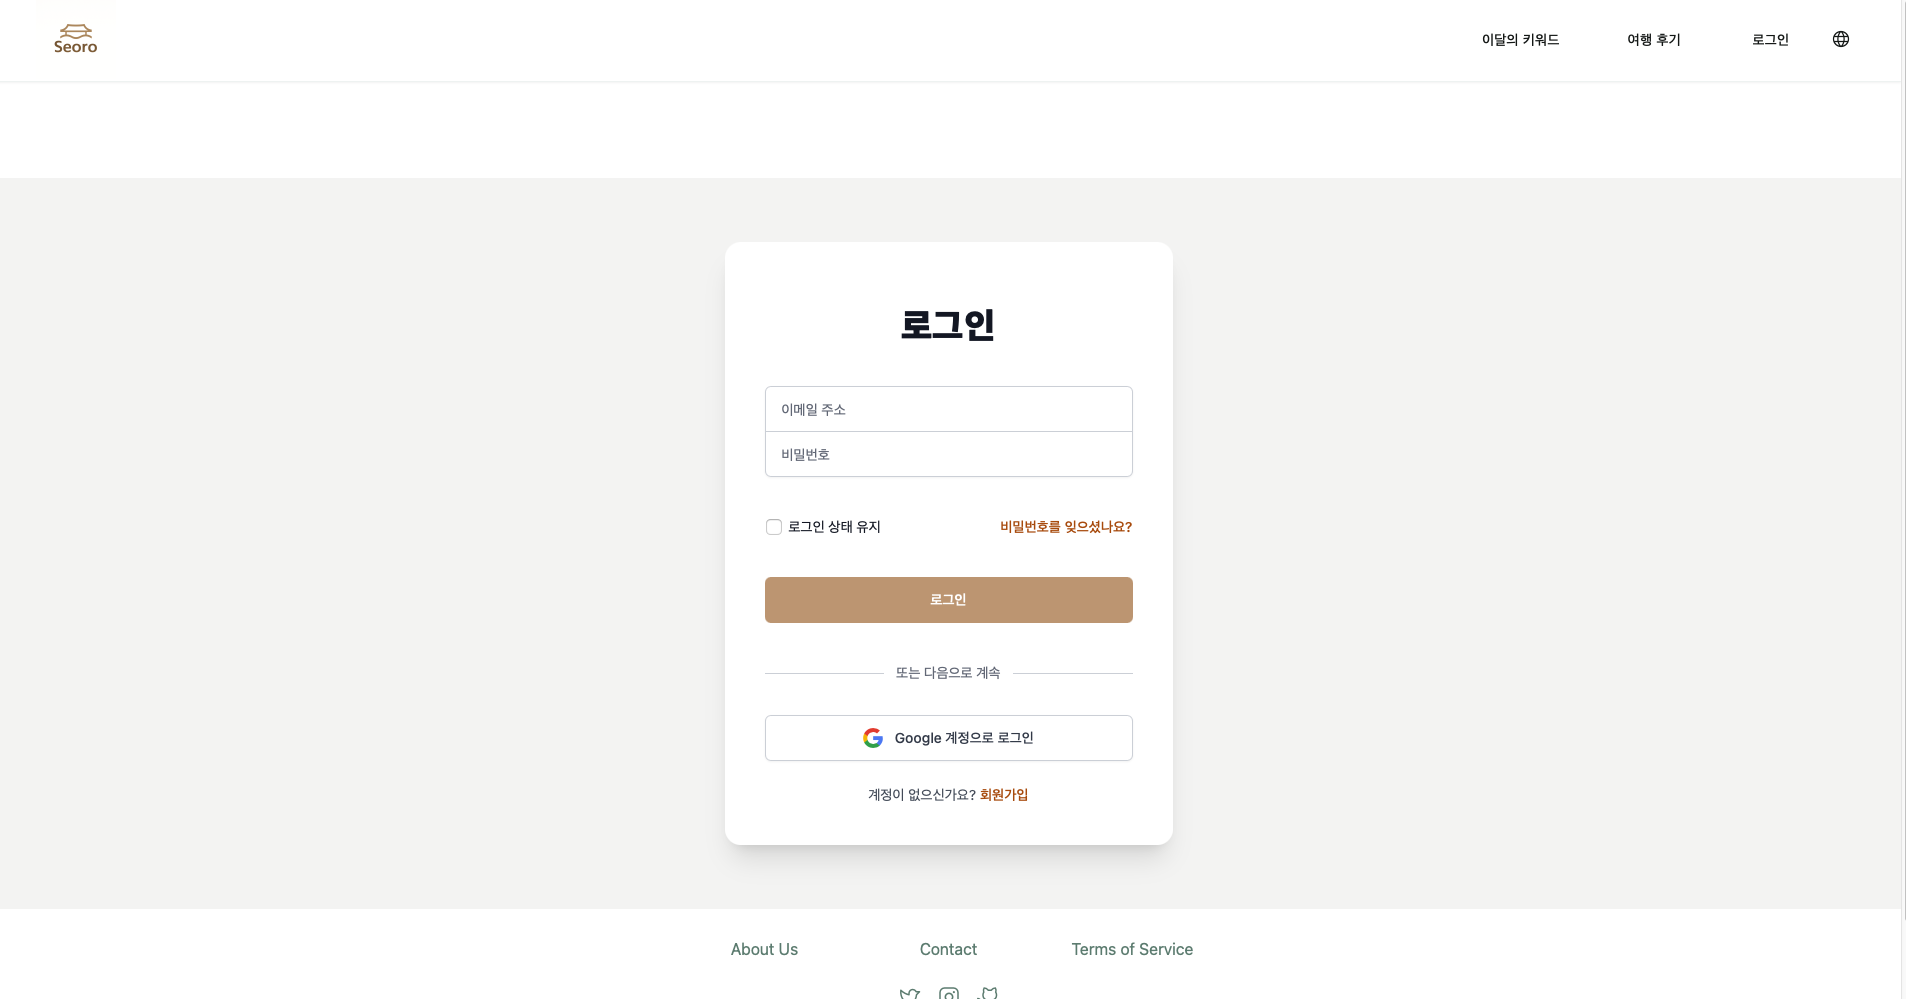 Seoro
이달의 키워드
여행 후기
로그인
로그인
이메일 주소
비밀번호
로그인 상태 유지
비밀번호를 잊으셨나요?
로그인
또는 다음으로 계속
Google 계정으로 로그인
계정이 없으신가요? 회원가입
About Us
Contact
Terms of Service